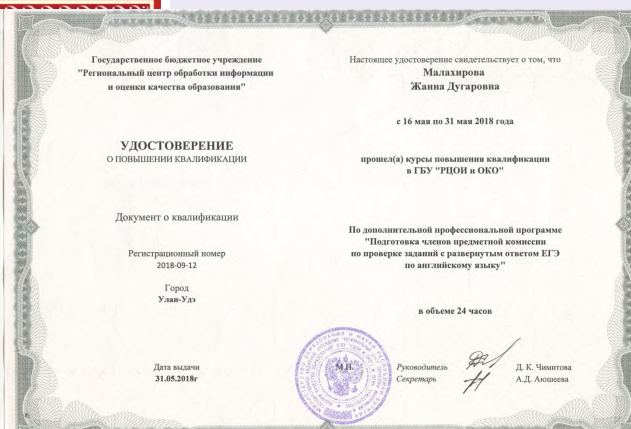 Государственное бюджетное учреждение
"Региональный центр обработки информации
и оценки качества образования"
УДОСТОВЕРЕНИЕ
О ПОВЫШЕНИИ КВАЛИФИКАЦИИ
Документ о квалификации
Регистрационный номер
2018-09-12
Город
Улан-Удэ
Дата выдачи
31.05.2018г
Настоящее удостоверение свидетельствует о том, что
Малахирова
Жанна Дугаровна
с 16 мая по 31 мая 2018 года
прошел(а) курсы повышения квалификации
в ГБУ "РЦОИ и ОКО"
По дополнительной профессиональной программе
"Подготовка членов предметной комиссии
по проверке заданий с развернутым ответом ЕГЭ
по английскому языку"
в объеме 24 часов
М.П.
Руководитель Д. К. Чимитова
Секретарь А.Д. Аюшеева